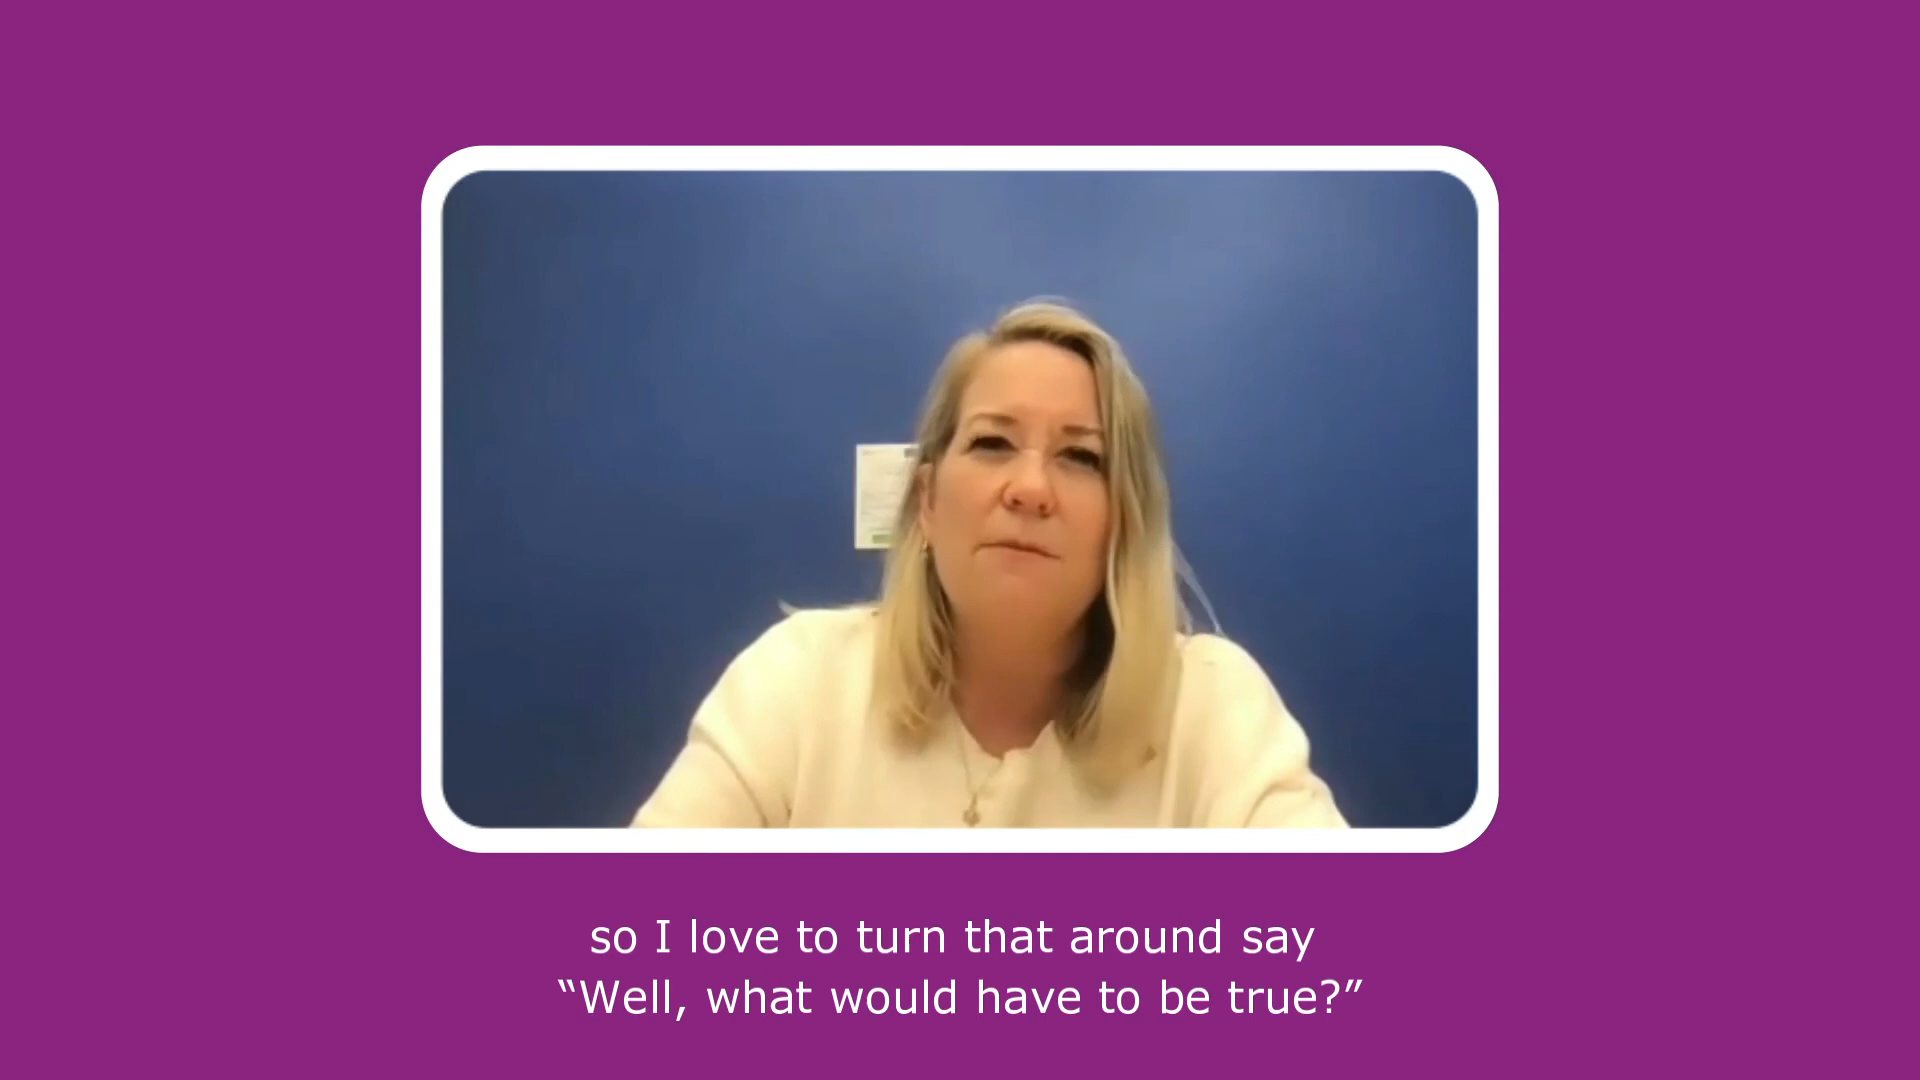 so I love to turn that around say
“Well, what would have to be true?”